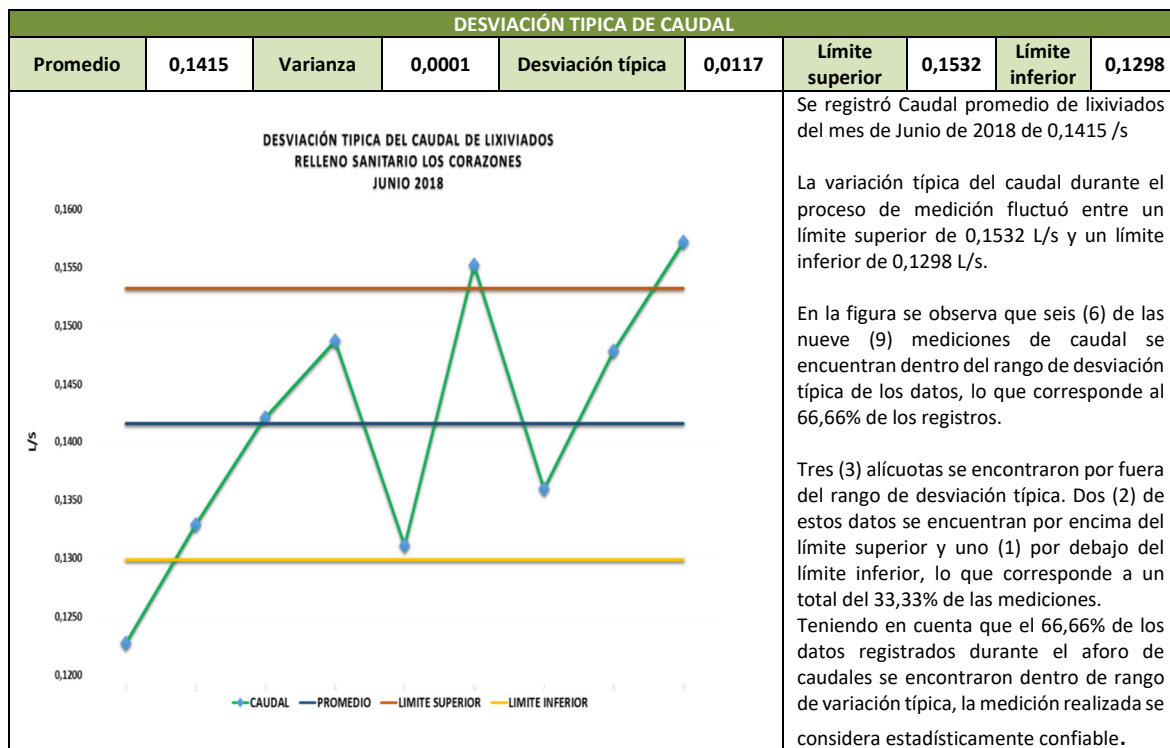 DESVIACIÓN TIPICA DE CAUDAL
Promedio 0,1415 Varianza 0,0001 Desviación típica 0,0117 Límite superior 0,1532 Límite inferior 0,1298
DESVIACIÓN TIPICA DEL CAUDAL DE LIXIVIADOS
RELLENO SANITARIO LOS CORAZONES
JUNIO 2018
L/s
0,1600
0,1550
0,1500
0,1450
0,1400
0,1350
0,1300
0,1250
0,1200
1 2 3 4 5 6 7 8 9
CAUDAL PROMEDIO LIMITE SUPERIOR LIMITE INFERIOR
Se registró Caudal promedio de lixiviados
del mes de Junio de 2018 de 0,1415 /s
La variación típica del caudal durante el
proceso de medición fluctuó entre un
límite superior de 0,1532 L/s y un límite
inferior de 0,1298 L/s.
En la figura se observa que seis (6) de las
nueve (9) mediciones de caudal se
encuentran dentro del rango de desviación
típica de los datos, lo que corresponde al
66,66% de los registros.
Tres (3) alícuotas se encontraron por fuera
del rango de desviación típica. Dos (2) de
estos datos se encuentran por encima del
límite superior y uno (1) por debajo del
límite inferior, lo que corresponde a un
total del 33,33% de las mediciones.
Teniendo en cuenta que el 66,66% de los
datos registrados durante el aforo de
caudales se encontraron dentro de rango
de variación típica, la medición realizada se
considera estadísticamente confiable.